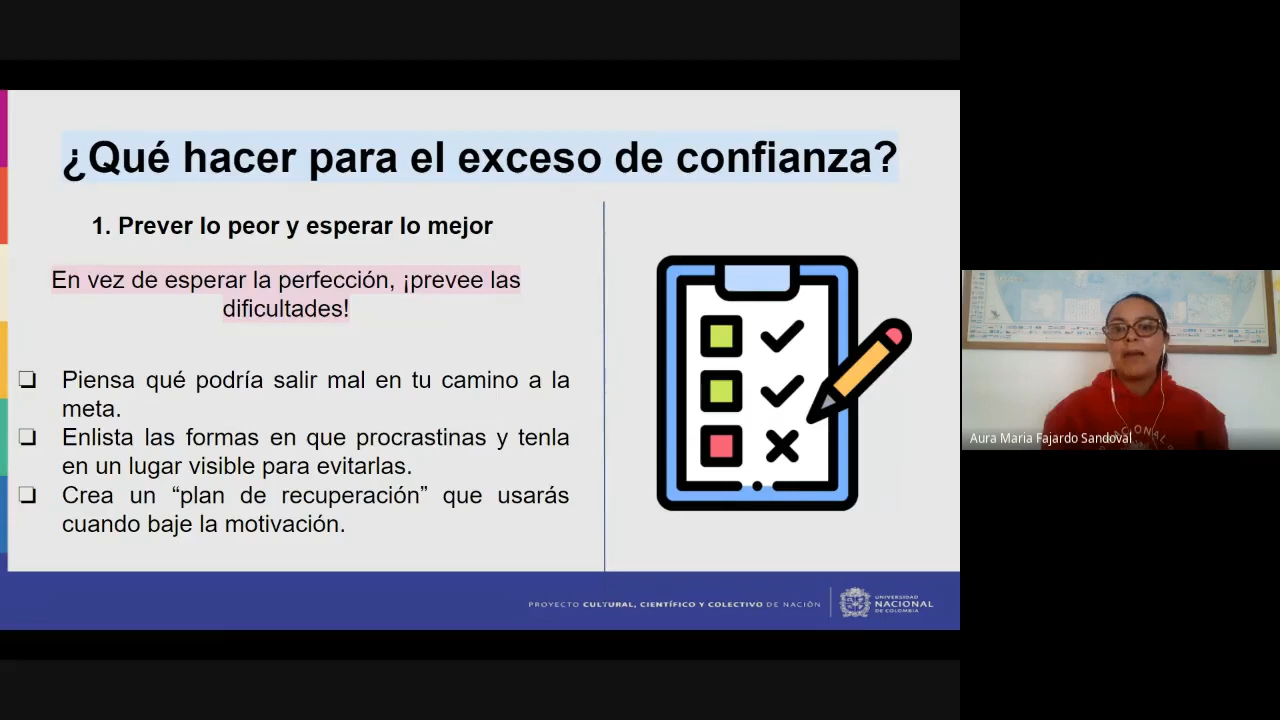 ¿Qué hacer para el exceso de confianza?
1. Prever lo peor y esperar lo mejor
En vez de esperar la perfección, ¡prevee las
dificultades!
Piensa qué podría salir mal en tu camino a la
meta.
Enlista las formas en que procrastinas y tenla
en un lugar visible para evitarlas.
Crea un “plan de recuperación” que usarás
cuando baje la motivación.
PROYECTO CULTURAL, CIENTÍFICO Y COLECTIVO DE NACIÓN
UNIVERSIDAD
NACIONAL
DE COLOMBIA
Aura Maria Fajardo Sandoval